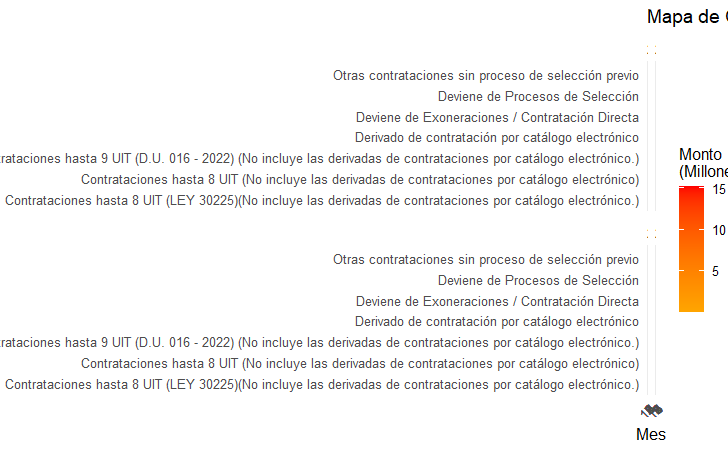 Mapa de
Otras contrataciones sin proceso de selección previo
Deviene de Procesos de Selección
Deviene de Exoneraciones / Contratación Directa
Derivado de contratación por catálogo electrónico
rataciones hasta 9 UIT (D.U. 016 - 2022) (No incluye las derivadas de contrataciones por catálogo electrónico.)
Contrataciones hasta 8 UIT (No incluye las derivadas de contrataciones por catálogo electrónico)
Contrataciones hasta 8 UIT (LEY 30225)(No incluye las derivadas de contrataciones por catálogo electrónico.)
Otras contrataciones sin proceso de selección previo
Deviene de Procesos de Selección
Deviene de Exoneraciones / Contratación Directa
Derivado de contratación por catálogo electrónico
rataciones hasta 9 UIT (D.U. 016 - 2022) (No incluye las derivadas de contrataciones por catálogo electrónico.)
Contrataciones hasta 8 UIT (No incluye las derivadas de contrataciones por catálogo electrónico)
Contrataciones hasta 8 UIT (LEY 30225)(No incluye las derivadas de contrataciones por catálogo electrónico.)
Mes
Monto
(Millone
15
10
5